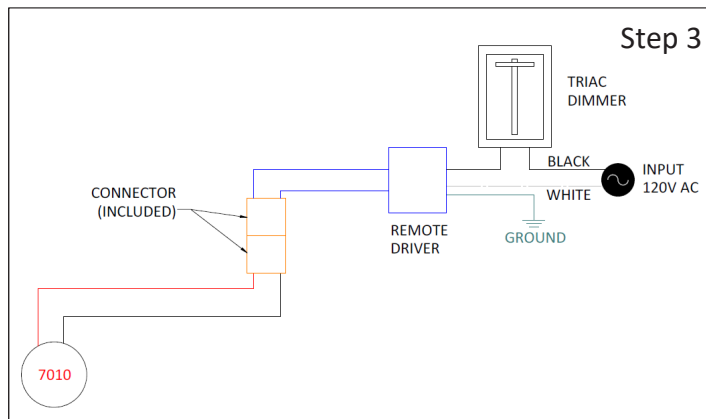 Step 3
TRIAC
DIMMER
BLACK
INPUT
120V AC
WHITE
CONNECTOR
(INCLUDED)
REMOTE
DRIVER
GROUND
7010